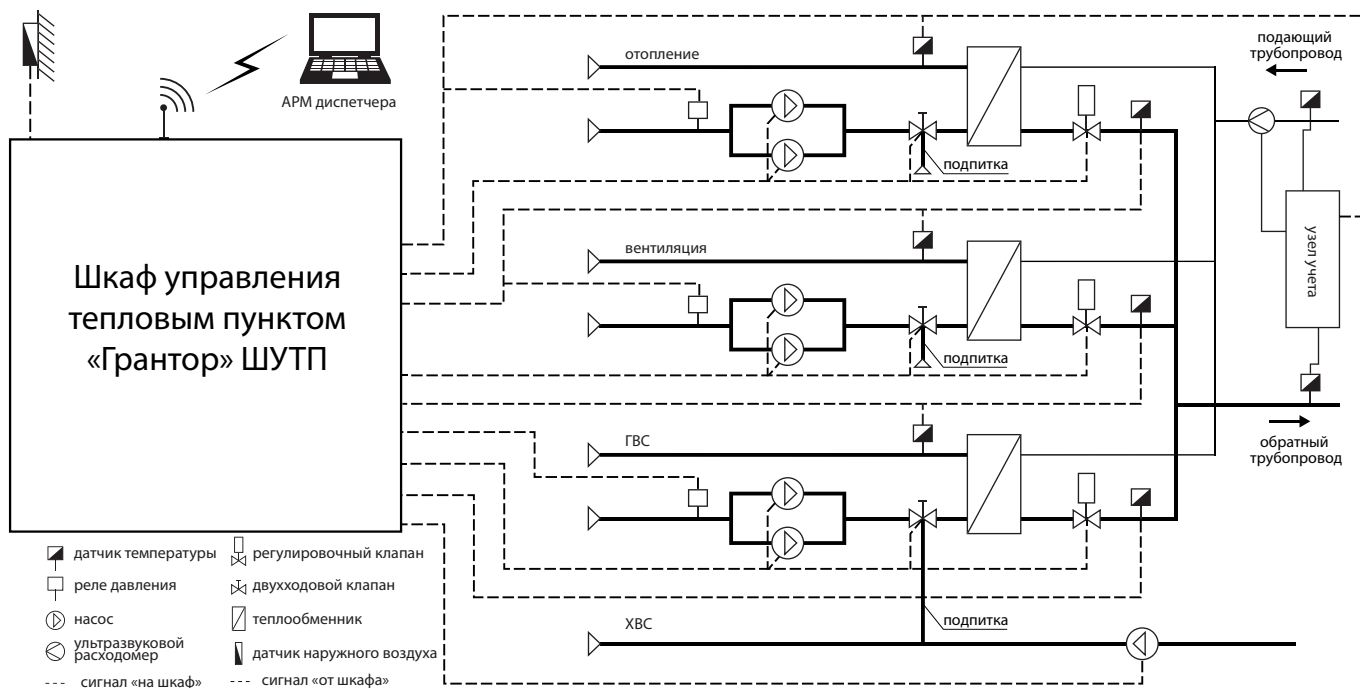 АРМ диспетчера
Шкаф управления
тепловым пунктом
«Грантор» ШУТП
отопление
подпитка
вентиляция
подпитка
ГВС
ХВС
подпитка
подающий
трубопровод
узел учета
обратный
трубопровод
датчик температуры
реле давления
насос
ультразвуковой
расходомер
сигнал «на шкаф»
регулировочный клапан
двухходовой клапан
теплообменник
датчик наружного воздуха
сигнал «от шкафа»